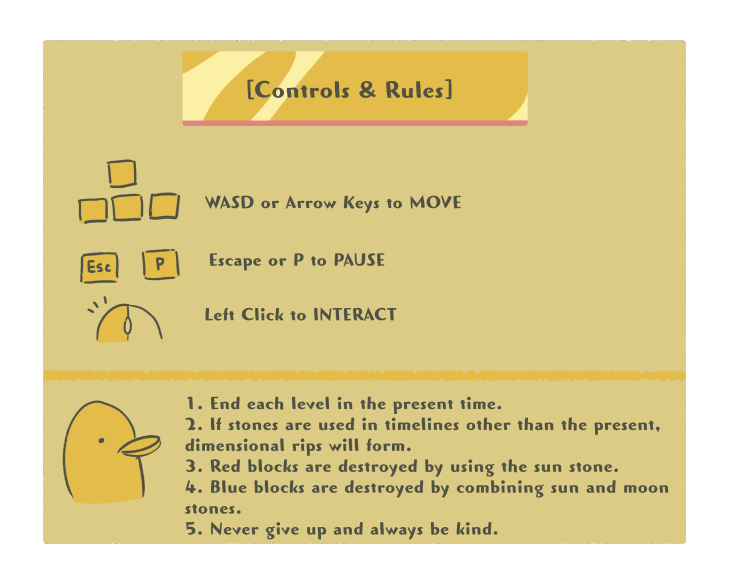 [Controls & Rules]
WASD or Arrow Keys to MOVE
Esc P Escape or P to PAUSE
Left Click to INTERACT
1. End each level in the present time.
2. If stones are used in timelines other than the present,
dimensional rips will form.
3. Red blocks are destroyed by using the sun stone.
4. Blue blocks are destroyed by combining sun and moon
stones.
5. Never give up and always be kind.